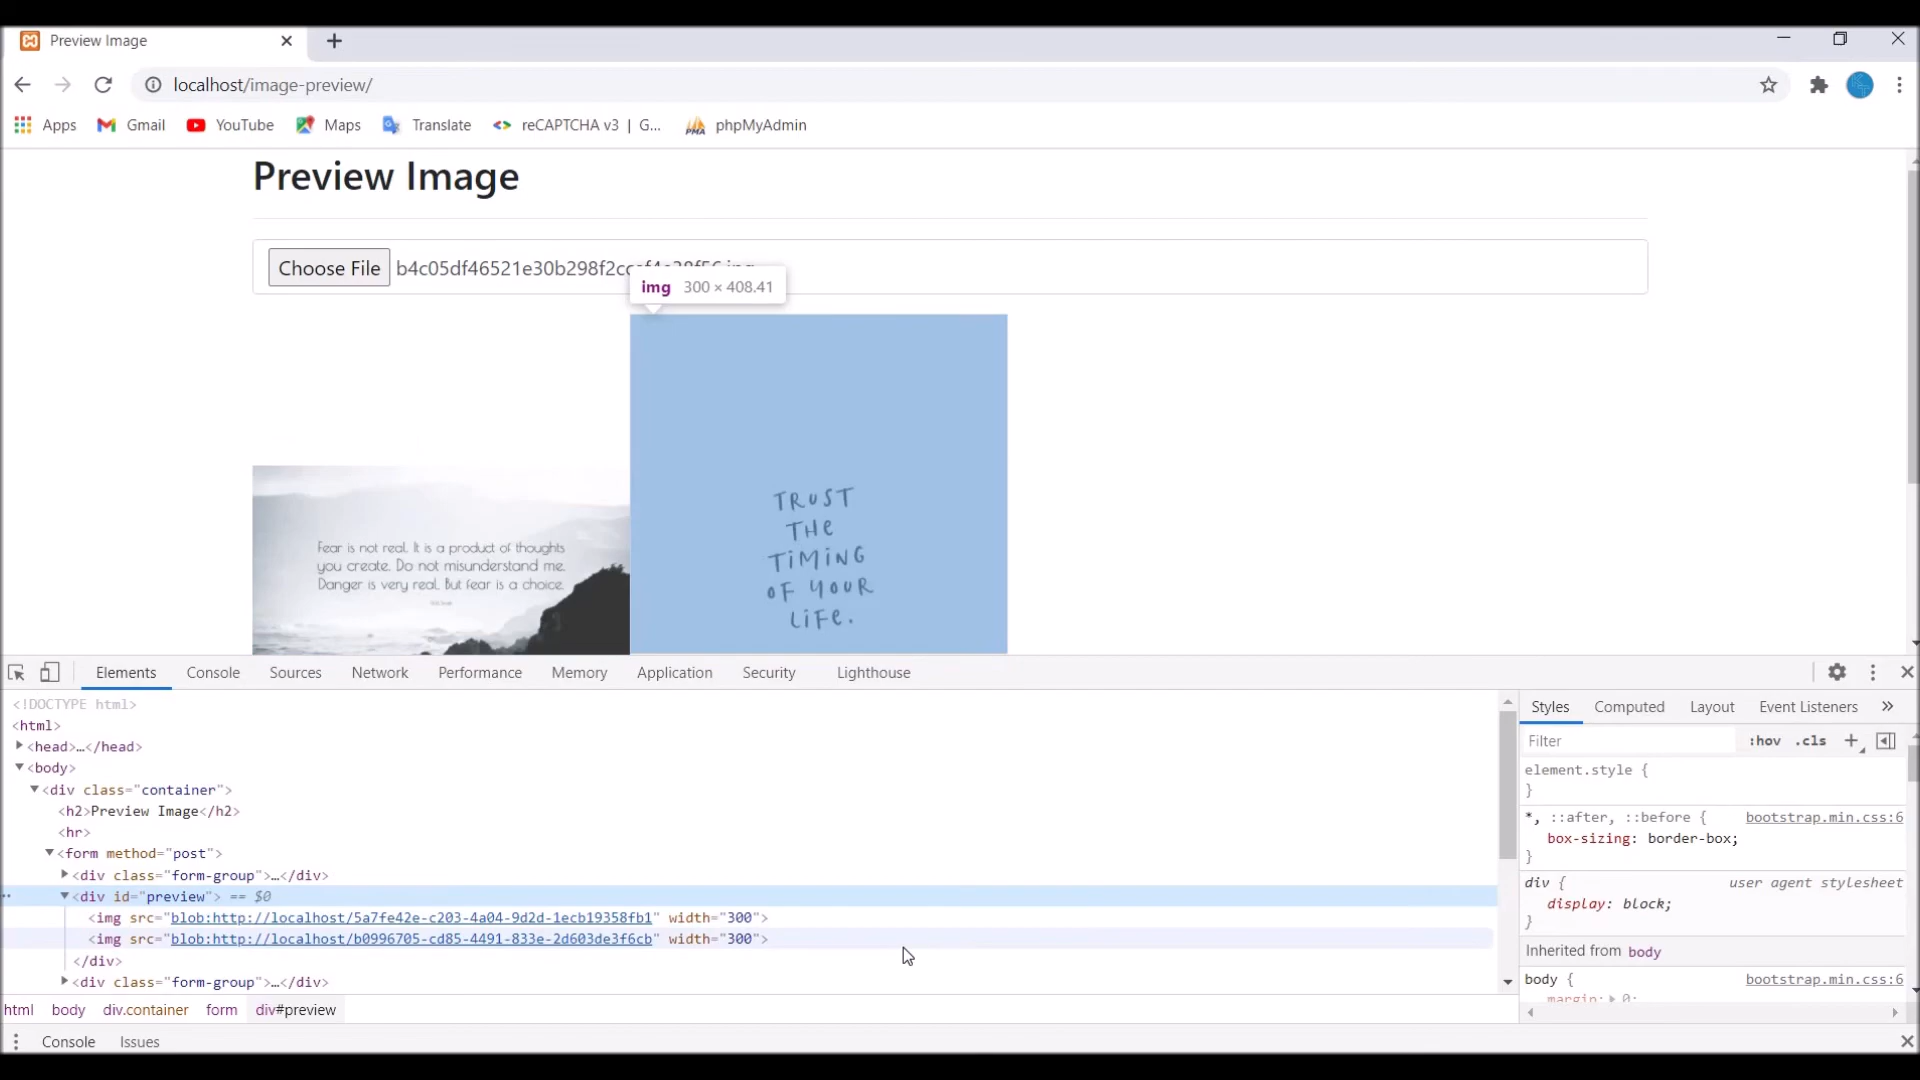 Preview Image
localhost/image-preview/
Apps Gmail YouTube Maps Translate reCAPTCHA v3 | G... phpMyAdmin
Preview Image
Choose File
img 300 × 408.41
TRUST
THE
TIMING
OF YOUR
LIFE.
Fear is not real. It is a product of thoughts
you create. Do not misunderstand me.
Danger is very real. But fear is a choice.
Elements Console Sources Network Performance Memory Application Security Lighthouse
<!DOCTYPE html>
<html>
<head>…</head>
<body>
<div class="container">
<h2>Preview Image</h2>
<hr>
<form method="post">
<div class="form-group">…</div>
<div id="preview"> == $0
<img src="blob:http://localhost/5a7fe42e-c203-4a04-9d2d-1ecb19358fb1" width="300">
<img src="blob:http://localhost/b0996705-cd85-4491-833e-2d603de3f6cb" width="300">
</div>
<div class="form-group">…</div>
html body div.container form div#preview
Console Issues
Styles Computed Layout Event Listeners »
Filter :hov .cls +
element.style {
}
*, ::after, ::before { bootstrap.min.css:6
box-sizing: border-box;
}
div { user agent stylesheet
display: block;
}
Inherited from body
body { bootstrap.min.css:6
margin: 0;